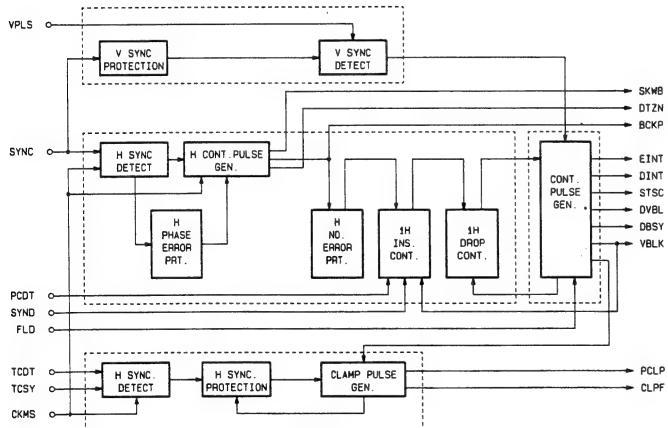 VPLS
V SYNC
PROTECTION
V SYNC
DETECT
SKWB
DTZN
BCKP
SYNC
H SYNC
DETECT
H CONT.PULSE
GEN.
CONT.
PULSE
GEN.
EINT
DINT
STSC
DVBL
DBSY
VBLK
H
PHASE
ERROR
PRT.
H
NO.
ERROR
PRT.
1H
INS.
CONT.
1H
DROP
CONT.
PCDT
SYND
FLD
TCDT
TCSY
CKMS
H SYNC.
DETECT
H SYNC.
PROTECTION
CLAMP PULSE
GEN.
PCLP
CLPF